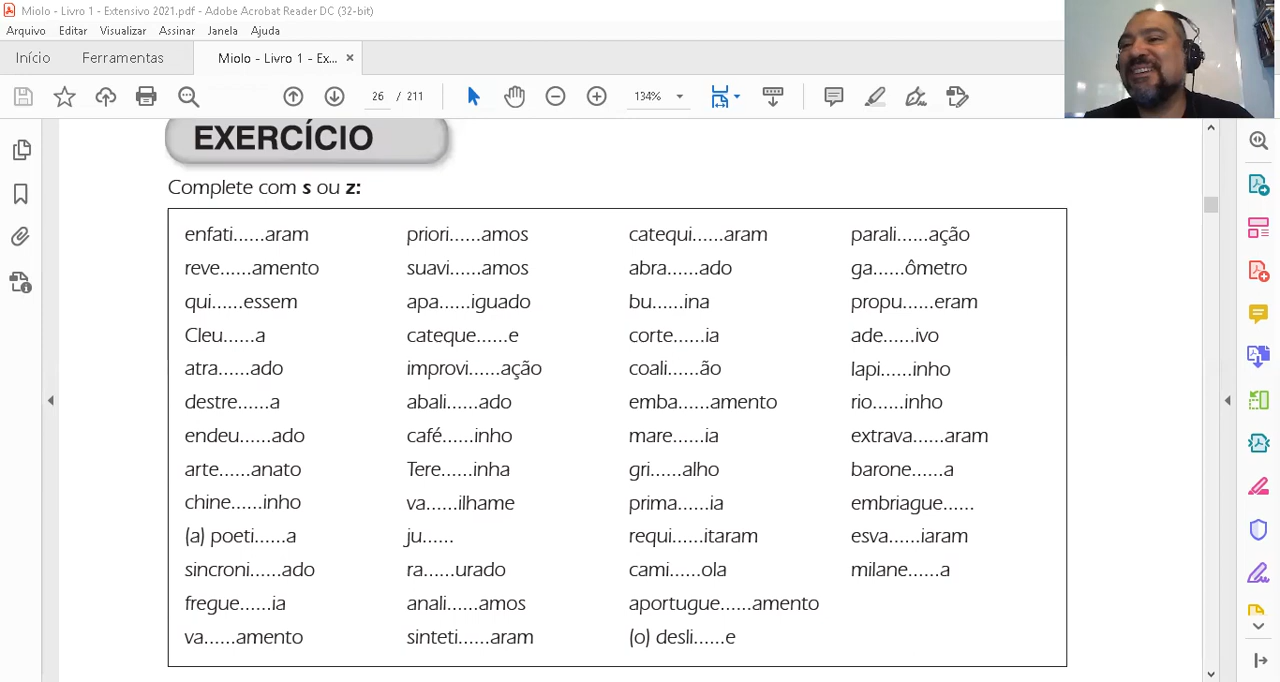 Miolo - Livro 1 - Extensivo 2021.pdf - Adobe Acrobat Reader DC (32-bit)
Arquivo Editar Visualizar Assinar Janela Ajuda
Início Ferramentas Miolo - Livro 1 - Ex... ×
26 / 211 134%
EXERCÍCIO
Complete com s ou z:
enfati......aram priori......amos catequi......aram parali......ação
reve......amento suavi......amos abra......ado ga......ômetro
qui......essem apa......iguado bu......ina propu......eram
Cleu......a cateque......e corte......ia ade......ivo
atra......ado improvi......ação coali......ão lapi......inho
destre......a abali......ado emba......amento rio......inho
endeu......ado café......inho mare......ia extrava......aram
arte......anato Tere......inha gri......alho barone......a
chine......inho va......ilhame prima......ia embriague......
(a) poeti......a ju...... requi......itaram esva......iaram
sincroni......ado ra......urado cami......ola milane......a
fregue......ia anali......amos aportugue......amento
va......amento sinteti......aram (o) desli......e